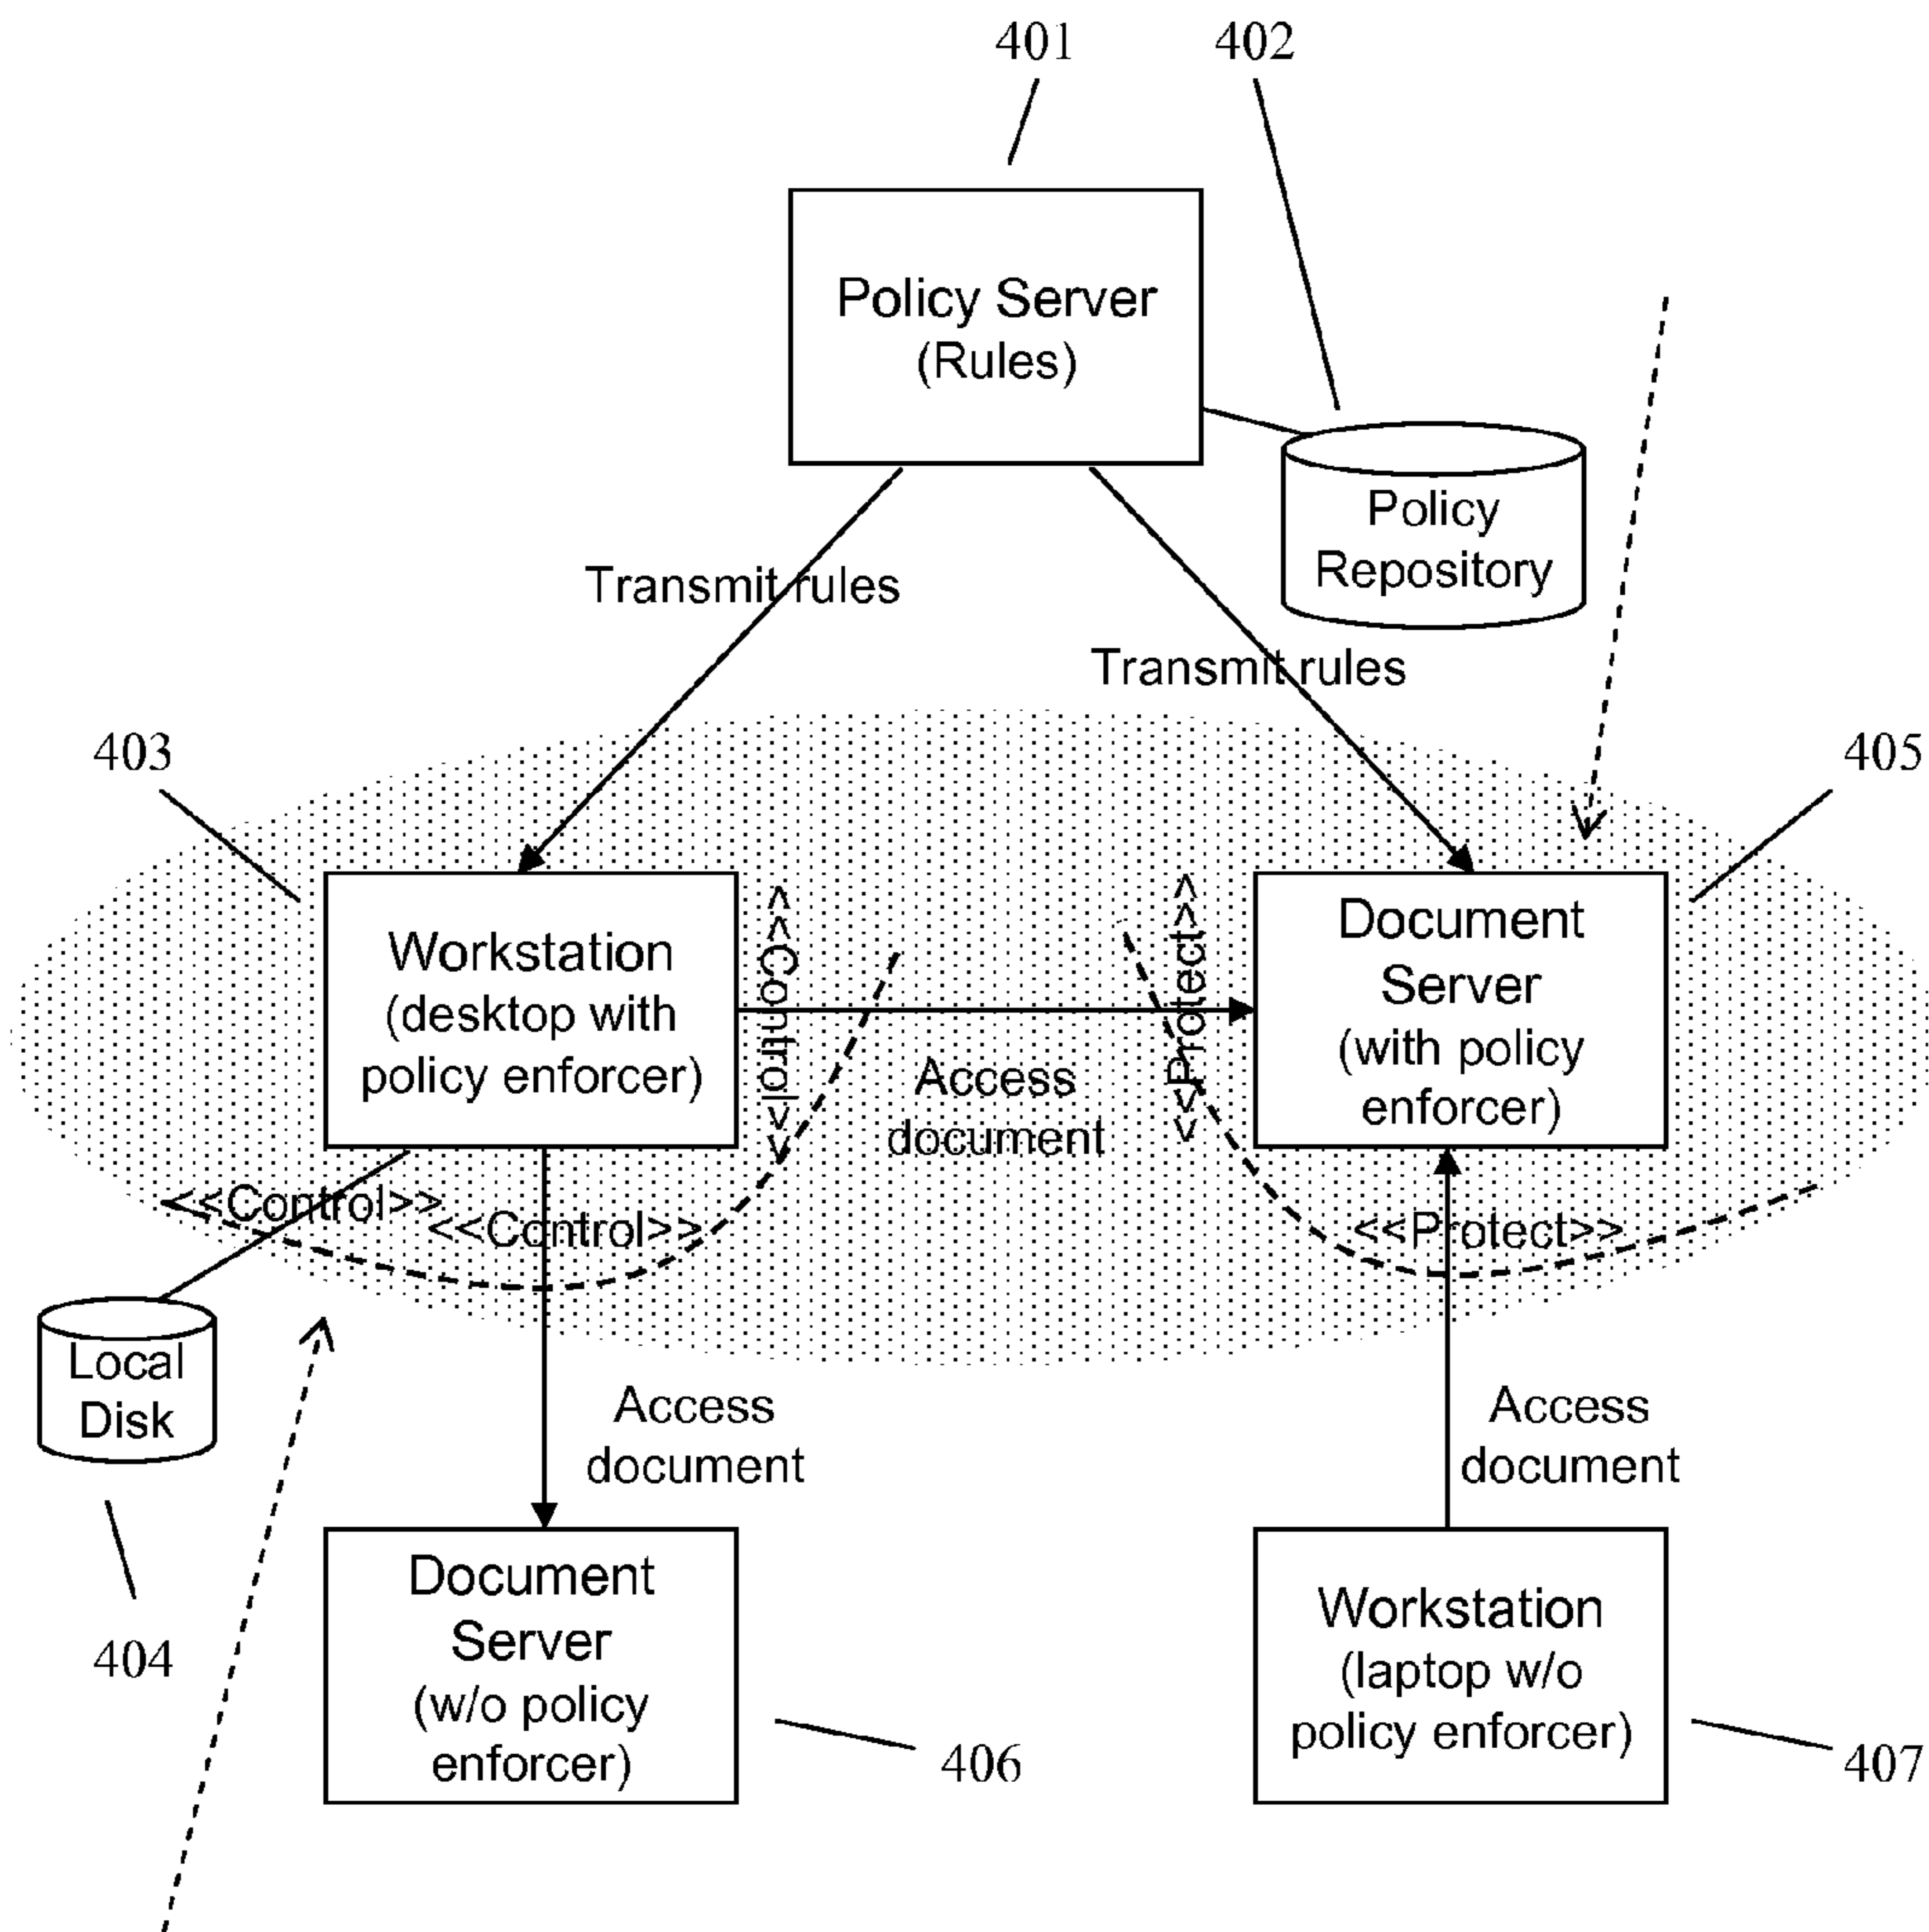 401
402
Policy Server
(Rules)
Policy
Repository
Transmit rules
Transmit rules
403
405
Workstation
(desktop with
policy enforcer)
<<Control>>
Access
document
<<Protect>>
Document
Server
(with policy
enforcer)
<<Control>>
<<Control>>
<<Protect>>
Local
Disk
Access
document
Access
document
404
Document
Server
(w/o policy
enforcer)
406
Workstation
(laptop w/o
policy enforcer)
407